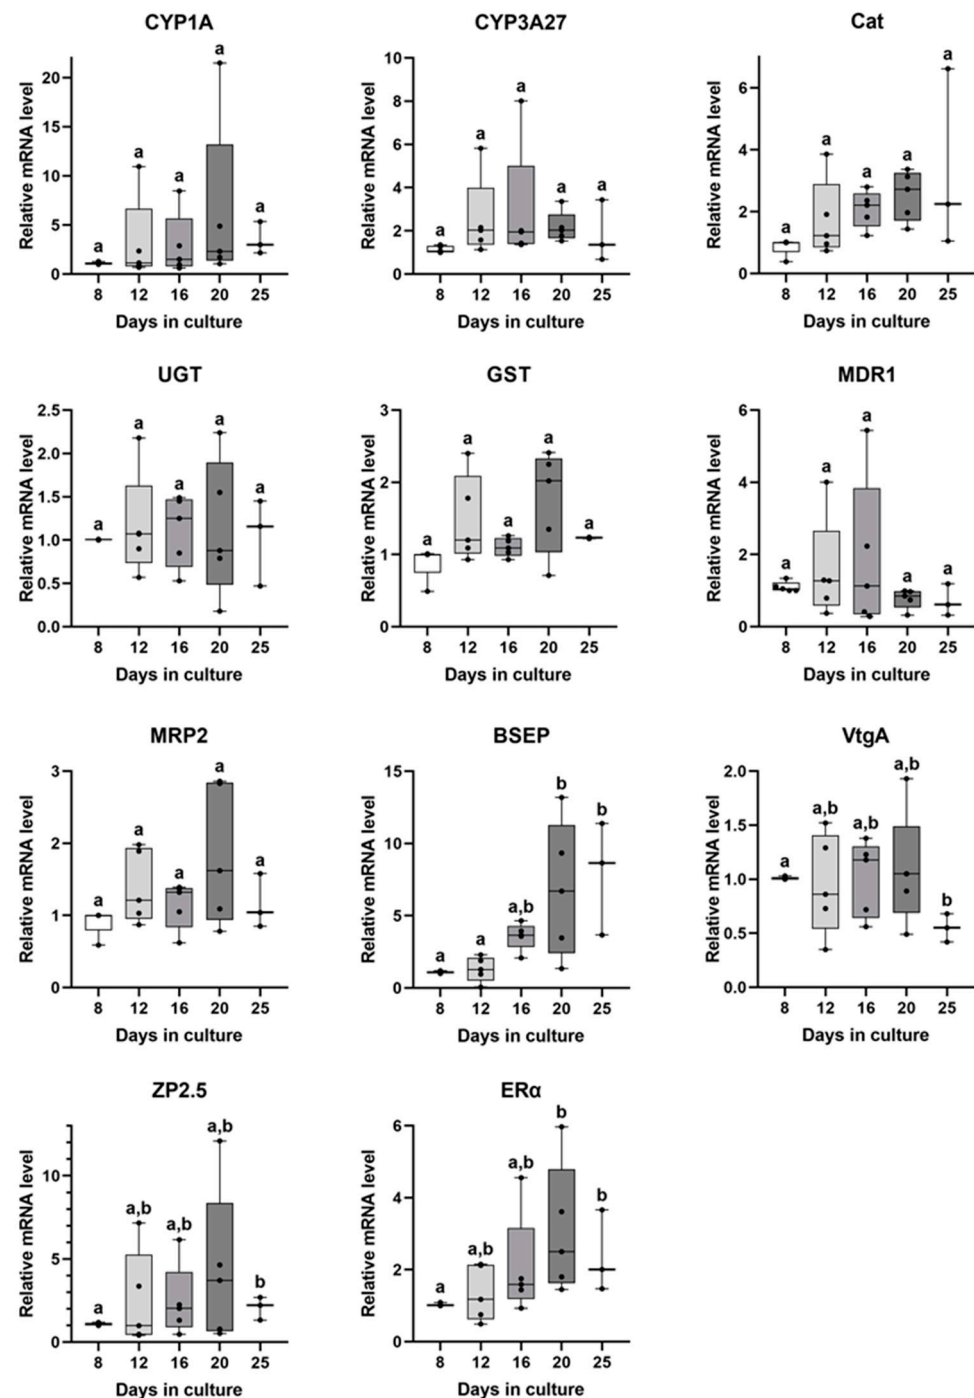 CYP1A CYP3A27 Cat
Relative mRNA level
20
15
10
5
0
a a a a a
8 12 16 20 25
Days in culture
Relative mRNA level
10
8
6
4
2
0
a a a a a
8 12 16 20 25
Days in culture
Relative mRNA level
6
4
2
0
a a a a a
8 12 16 20 25
Days in culture
UGT GST MDR1
Relative mRNA level
2.5
2.0
1.5
1.0
0.5
0.0
a a a a a
8 12 16 20 25
Days in culture
Relative mRNA level
3
2
1
0
a a a a a
8 12 16 20 25
Days in culture
Relative mRNA level
6
4
2
0
a a a a a
8 12 16 20 25
Days in culture
MRP2 BSEP VtgA
Relative mRNA level
3
2
1
0
a a a a a
8 12 16 20 25
Days in culture
Relative mRNA level
15
10
5
0
a a a,b b b
8 12 16 20 25
Days in culture
Relative mRNA level
2.0
1.5
1.0
0.5
0.0
a a,b a,b a,b b
8 12 16 20 25
Days in culture
ZP2.5 ERα
Relative mRNA level
10
5
0
a a,b a,b a,b b
8 12 16 20 25
Days in culture
Relative mRNA level
6
4
2
0
a a,b a,b b b
8 12 16 20 25
Days in culture